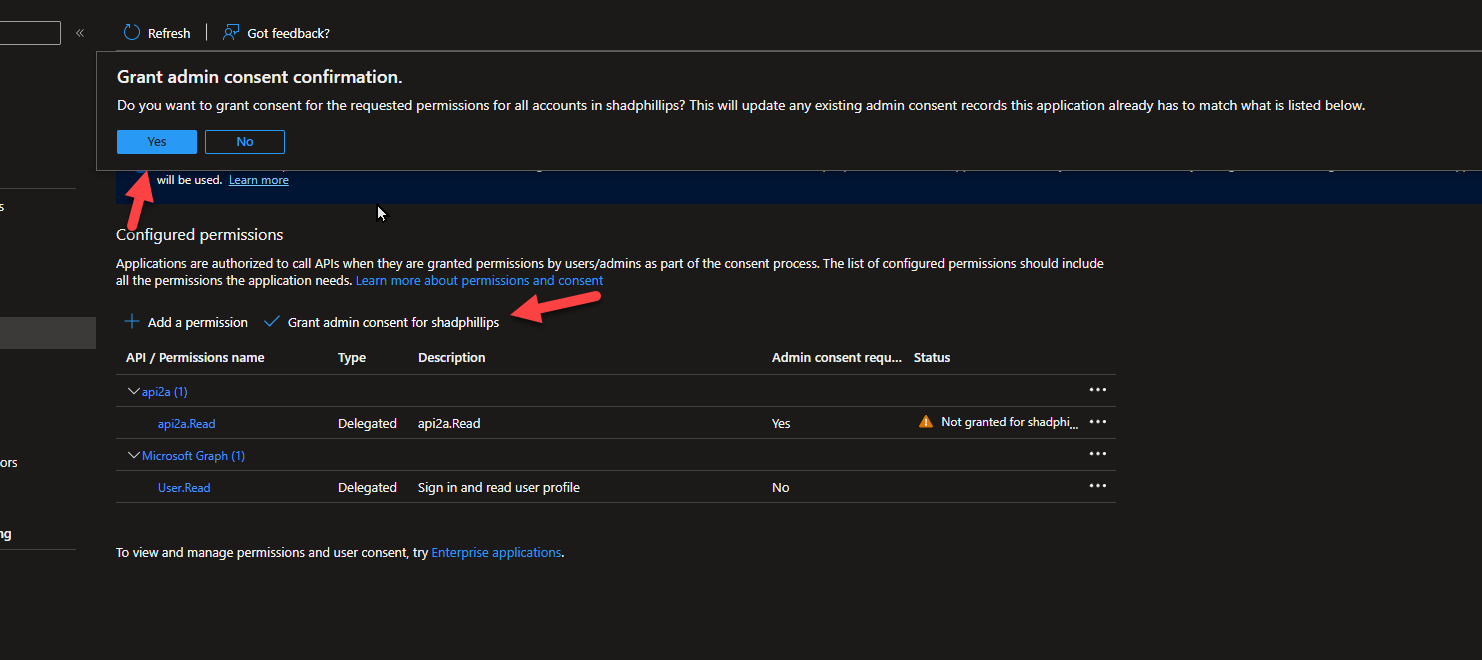 «
Refresh
Got feedback?
Grant admin consent confirmation.
Do you want to grant consent for the requested permissions for all accounts in shadphillips? This will update any existing admin consent records this application already has to match what is listed below.
Yes
No
will be used. Learn more
s
Configured permissions
Applications are authorized to call APIs when they are granted permissions by users/admins as part of the consent process. The list of configured permissions should include
all the permissions the application needs. Learn more about permissions and consent
Add a permission
Grant admin consent for shadphillips
API / Permissions name Type Description Admin consent requ... Status
api2a (1) ...
api2a.Read Delegated api2a.Read Yes Not granted for shadphi... ...
Microsoft Graph (1) ...
ors
User.Read Delegated Sign in and read user profile No ...
ng
To view and manage permissions and user consent, try Enterprise applications.